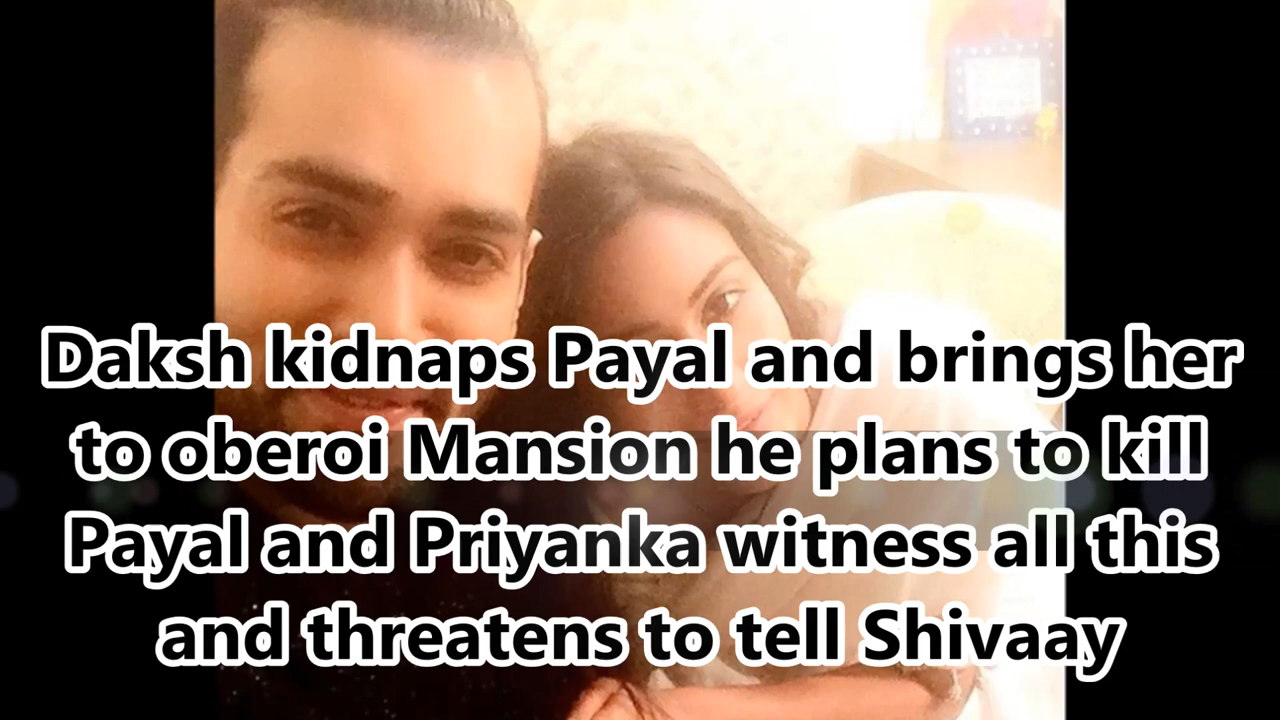 Daksh kidnaps Payal and brings her
to oberoi Mansion he plans to kill
Payal and Priyanka witness all this
and threatens to tell Shivaay